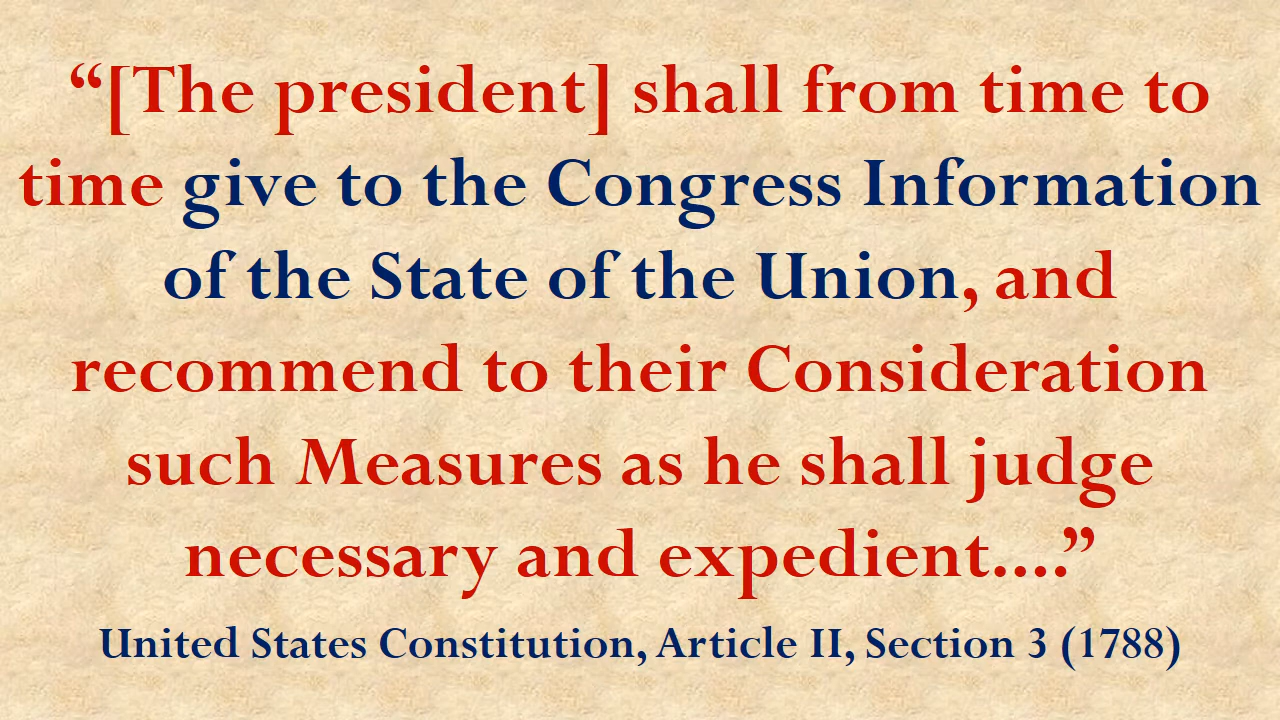 “[The president] shall from time to
time give to the Congress Information
of the State of the Union, and
recommend to their Consideration
such Measures as he shall judge
necessary and expedient....”
United States Constitution, Article II, Section 3 (1788)